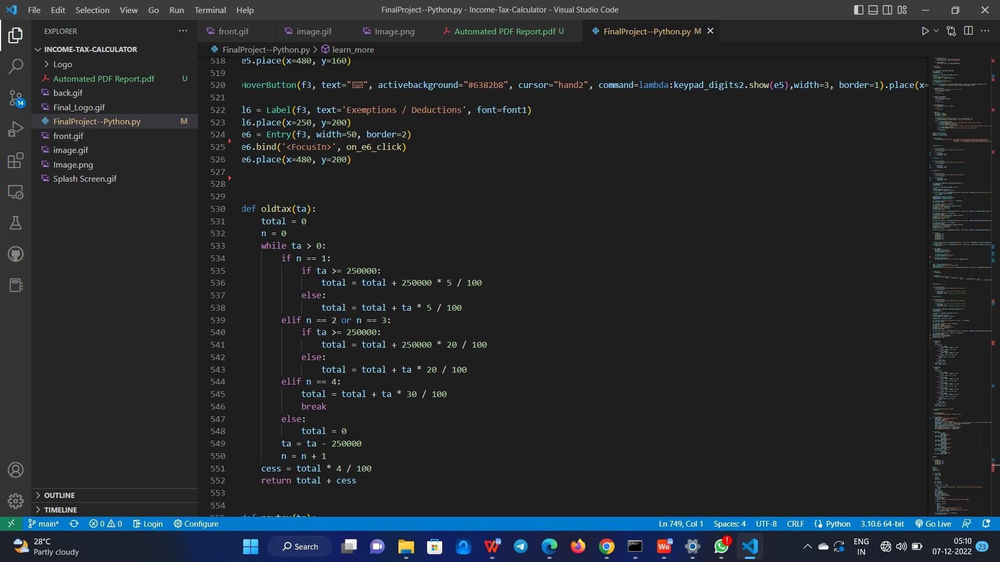 File Edit Selection View Go Run Terminal Help
FinalProject--Python.py - Income-Tax-Calculator - Visual Studio Code
EXPLORER
INCOME-TAX-CALCULATOR
Logo
Automated PDF Report.pdf U
back.gif
Final_Logo.gif
FinalProject--Python.py M
front.gif
image.gif
Image.png
Splash Screen.gif
OUTLINE
TIMELINE
14
front.gif image.gif Image.png Automated PDF Report.pdf U FinalProject--Python.py M
FinalProject--Python.py > learn_more
518 e5.place(x=480, y=160)
519
520 HoverButton(f3, text="⌨", activebackground="#6382b8", cursor="hand2", command=lambda:keypad_digits2.show(e5),width=3, border=1).place(x=
521
522 l6 = Label(f3, text='Exemptions / Deductions', font=font1)
523 l6.place(x=250, y=200)
524 e6 = Entry(f3, width=50, border=2)
525 e6.bind('<FocusIn>', on_e6_click)
526 e6.place(x=480, y=200)
527
528
529
530 def oldtax(ta):
531 total = 0
532 n = 0
533 while ta > 0:
534 if n == 1:
535 if ta >= 250000:
536 total = total + 250000 * 5 / 100
537 else:
538 total = total + ta * 5 / 100
539 elif n == 2 or n == 3:
540 if ta >= 250000:
541 total = total + 250000 * 20 / 100
542 else:
543 total = total + ta * 20 / 100
544 elif n == 4:
545 total = total + ta * 30 / 100
546 break
547 else:
548 total = 0
549 ta = ta - 250000
550 n = n + 1
551 cess = total * 4 / 100
552 return total + cess
553
554
main* 0 0 Login Configure
Ln 749, Col 1 Spaces: 4 UTF-8 CRLF Python 3.10.6 64-bit Go Live
28°C
Partly cloudy
Search
ENG
IN
05:10
07-12-2022
23